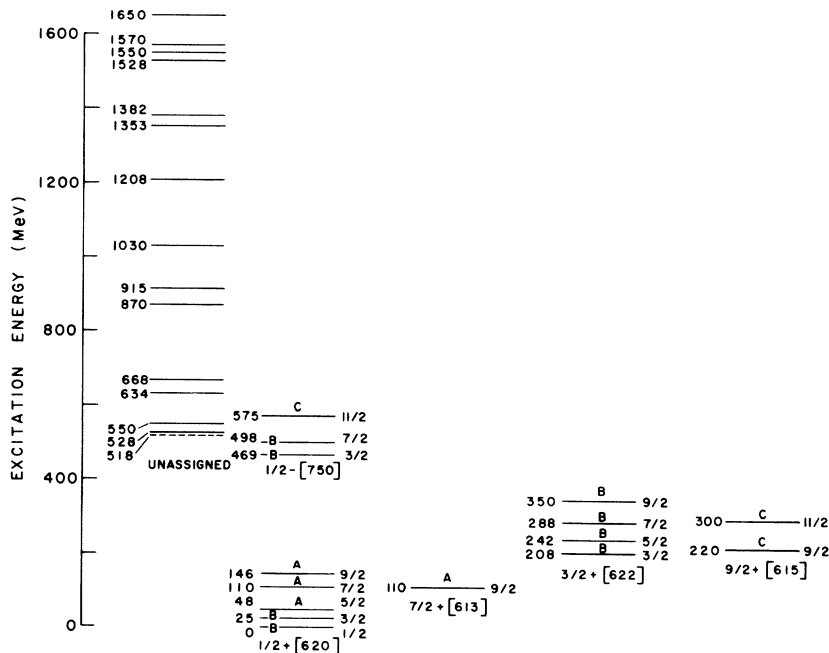 EXCITATION ENERGY (MeV)
1600
1200
800
400
0
1650
1570
1550
1528
1382
1353
1208
1030
915
870
668
634
550
528
518
UNASSIGNED
C
575 11/2
498 B 7/2
469 B 3/2
1/2-[750]
A
146 9/2
A
110 7/2
48 A 5/2
25 B 3/2
0 B 1/2
1/2+[620]
A
110 9/2
7/2+[613]
B
350 9/2
B
288 7/2
B
242 5/2
B
208 3/2
3/2+[622]
C
300 11/2
C
220 9/2
9/2+[615]